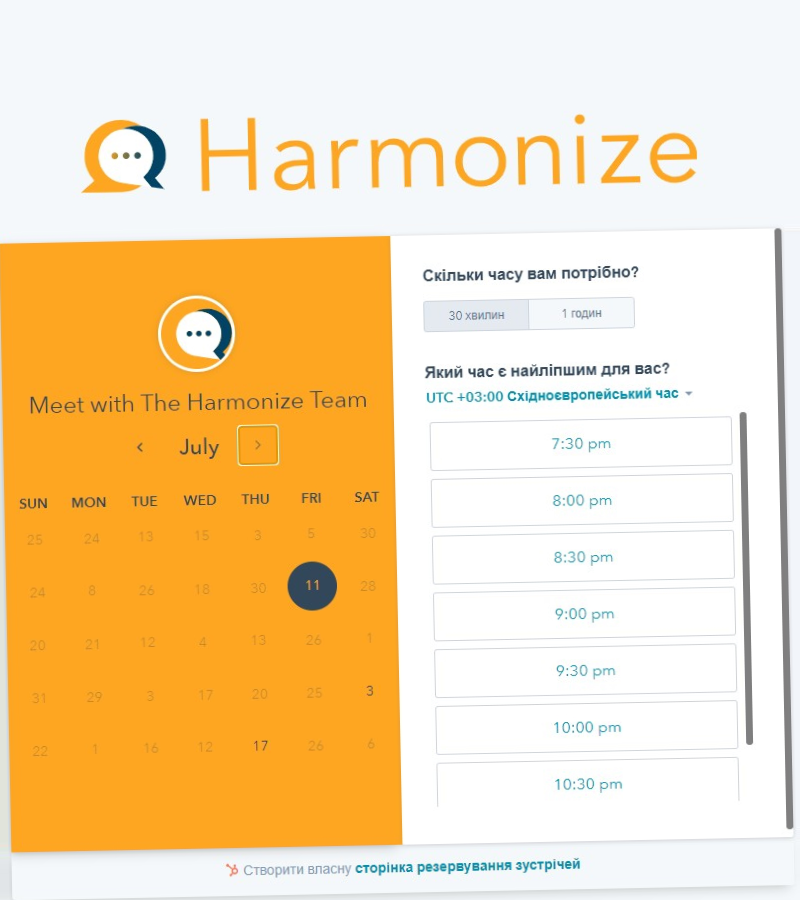 Harmonize
Meet with The Harmonize Team
July
SUN MON TUE WED THU FRI SAT
25 24 13 15 3 5 30
24 8 26 18 30 11 28
20 21 12 4 13 26 1
31 29 3 17 20 25 3
22 1 16 12 17 26 6
Скільки часу вам потрібно?
30 хвилин 1 годин
Який час є найліпшим для вас?
UTC +03:00 Східноєвропейський час
7:30 pm
8:00 pm
8:30 pm
9:00 pm
9:30 pm
10:00 pm
10:30 pm
Створити власну сторінка резервування зустрічей